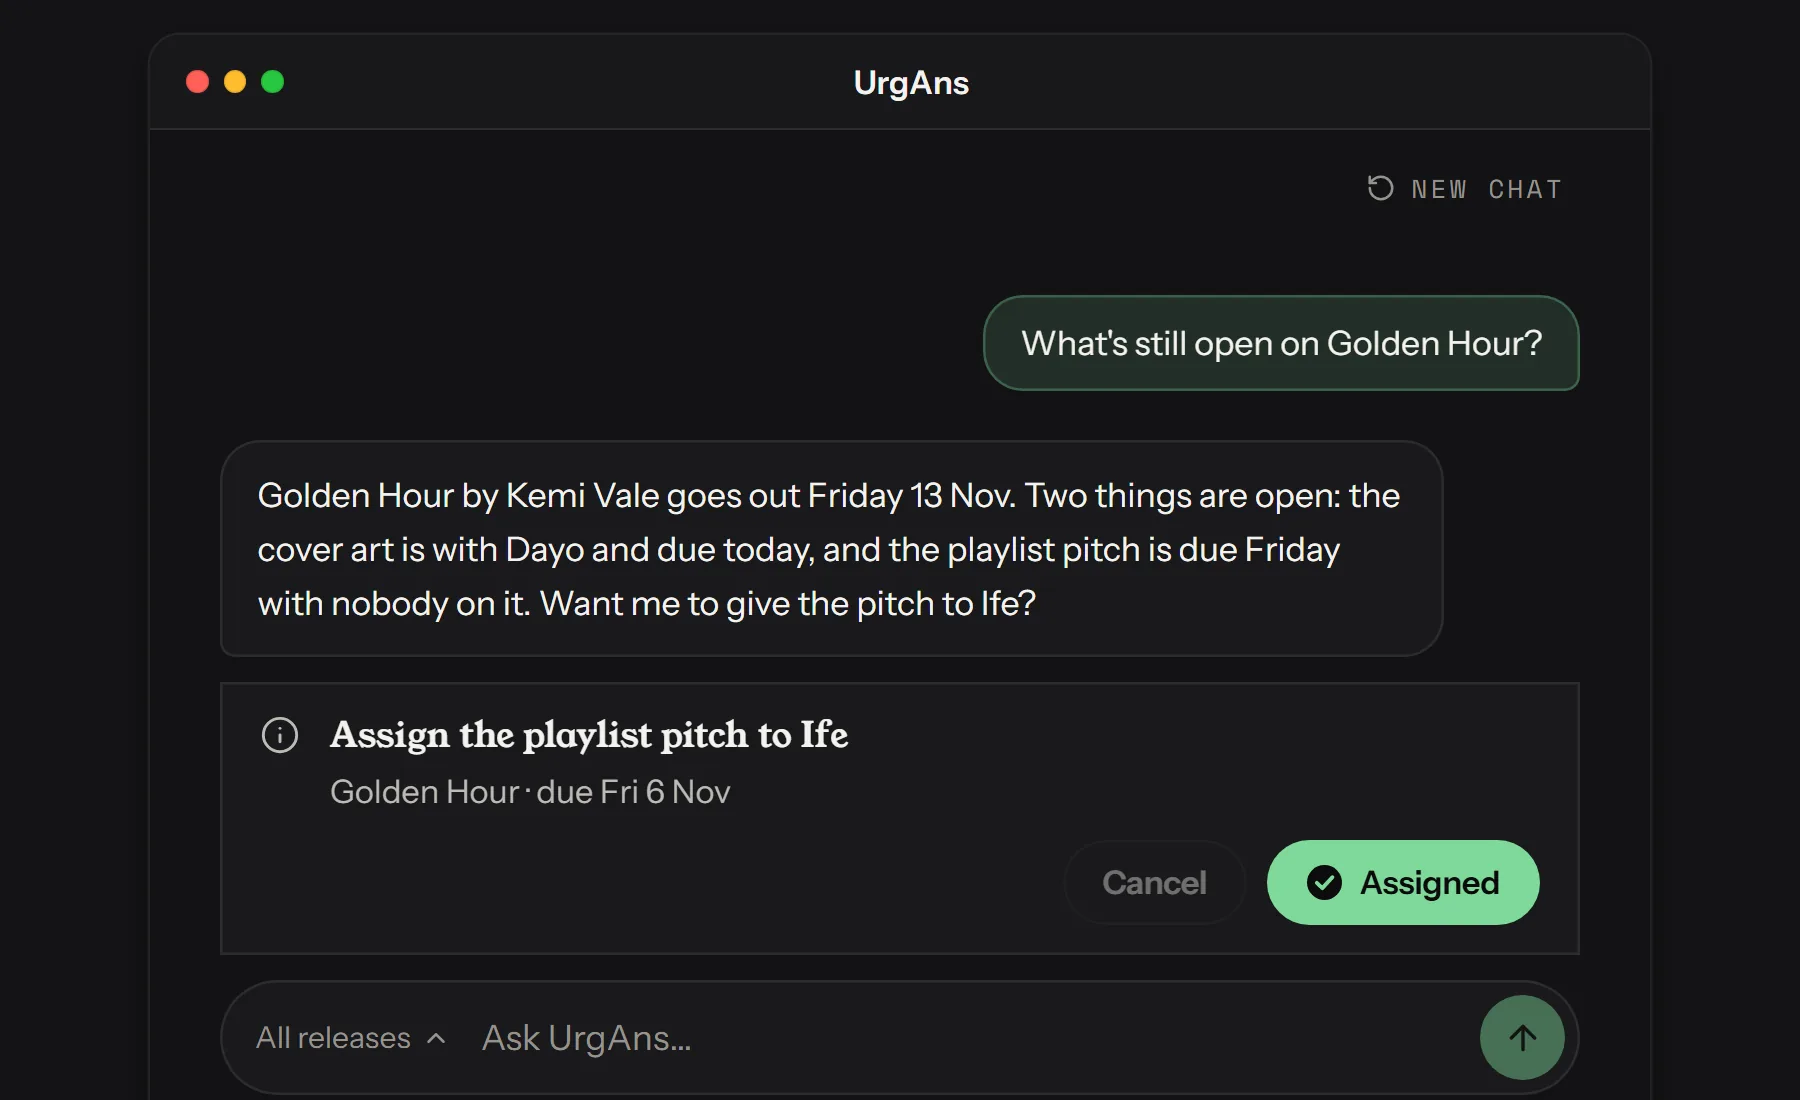 UrgAns
NEW CHAT
What's still open on Golden Hour?
Golden Hour by Kemi Vale goes out Friday 13 Nov. Two things are open: the
cover art is with Dayo and due today, and the playlist pitch is due Friday
with nobody on it. Want me to give the pitch to Ife?
Assign the playlist pitch to Ife
Golden Hour · due Fri 6 Nov
Cancel
Assigned
All releases
Ask UrgAns...